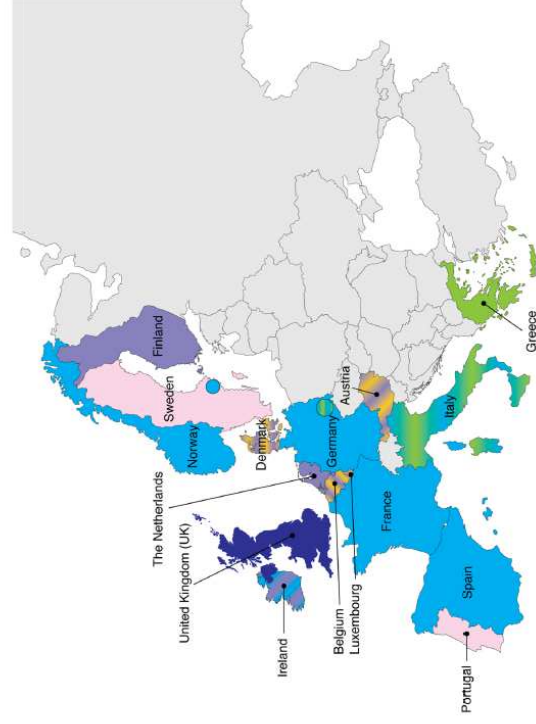 Finland
Sweden
Norway
Denmark
The Netherlands
United Kingdom (UK)
Ireland
Belgium
Luxembourg
Germany
Austria
France
Italy
Greece
Spain
Portugal